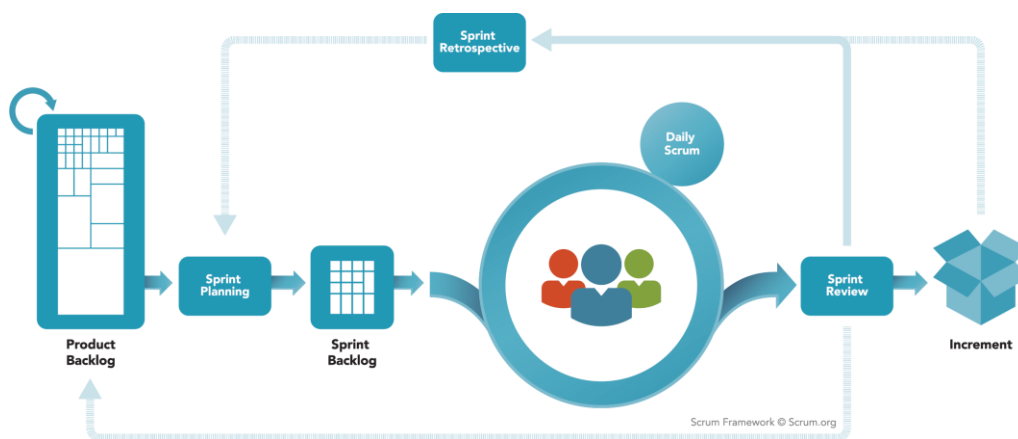 Sprint
Retrospective
Daily
Scrum
Sprint
Planning
Sprint
Review
Product
Backlog
Sprint
Backlog
Increment
Scrum Framework © Scrum.org